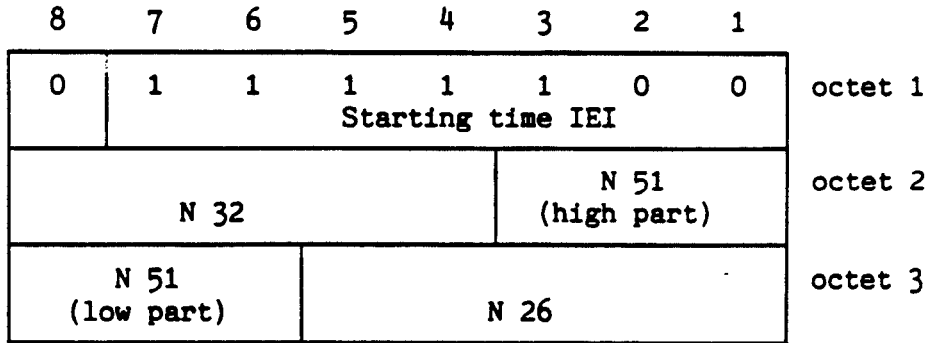 8 7 6 5 4 3 2 1
0 1 1 1 1 1 0 0 octet 1
Starting time IEI
N 32 N 51 (high part) octet 2
N 51 (low part) N 26 octet 3